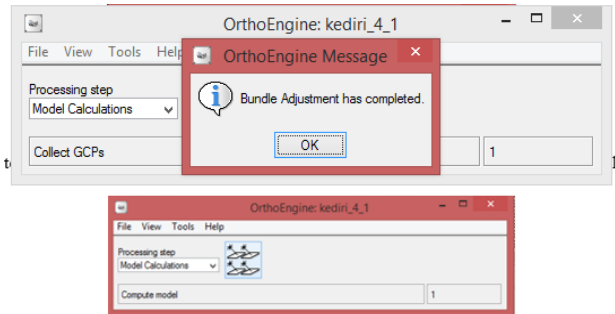 OrthoEngine: kediri_4_1
File View Tools Help
OrthoEngine Message
Processing step
Model Calculations
Bundle Adjustment has completed.
OK
Collect GCPs
1
OrthoEngine: kediri_4_1
File View Tools Help
Processing step
Model Calculations
Compute model
1